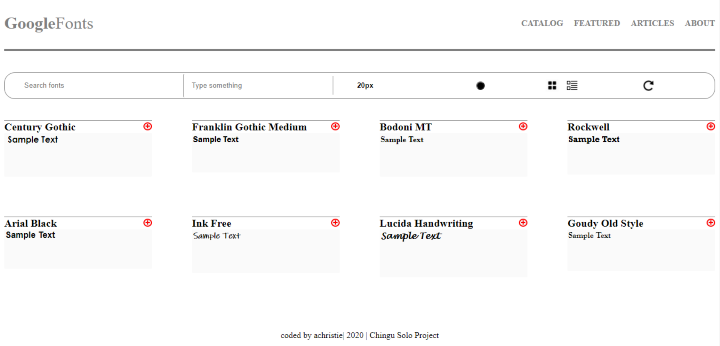 GoogleFonts
CATALOG FEATURED ARTICLES ABOUT
Search fonts Type something 20px
Century Gothic Franklin Gothic Medium Bodoni MT Rockwell
Sample Text Sample Text Sample Text Sample Text
Arial Black Ink Free Lucida Handwriting Goudy Old Style
Sample Text Sample Text Sample Text Sample Text
coded by achristie| 2020 | Chingu Solo Project